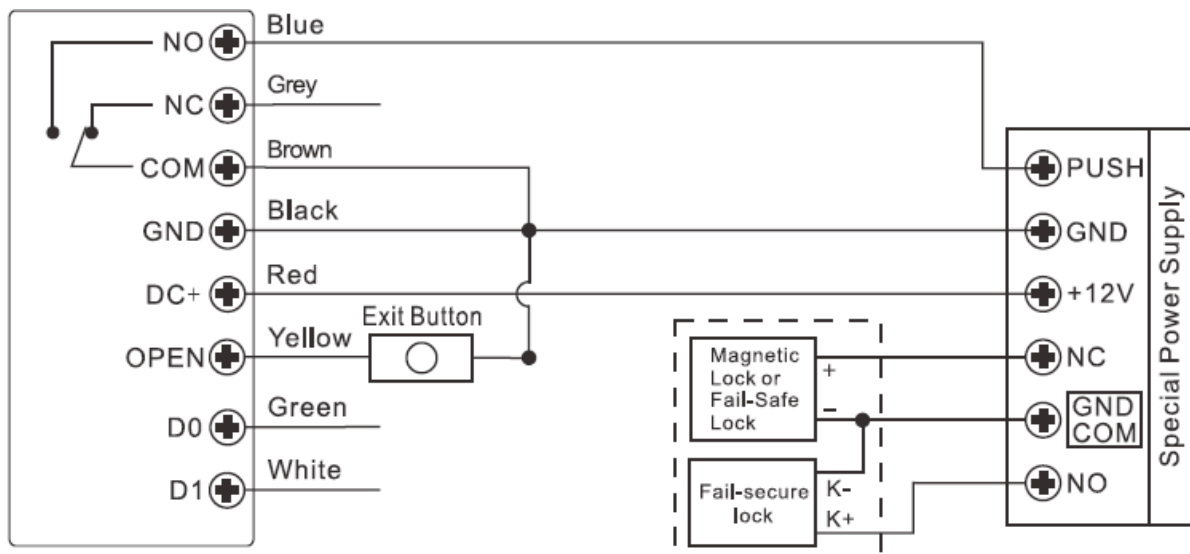 NO
Blue
NC
Grey
COM
Brown
GND
Black
DC+
Red
OPEN
Yellow
Exit Button
D0
Green
D1
White
Magnetic
Lock or
Fail-Safe
Lock
+
−
Fail-secure
lock
K-
K+
PUSH
GND
+12V
NC
GND
COM
NO
Special Power Supply